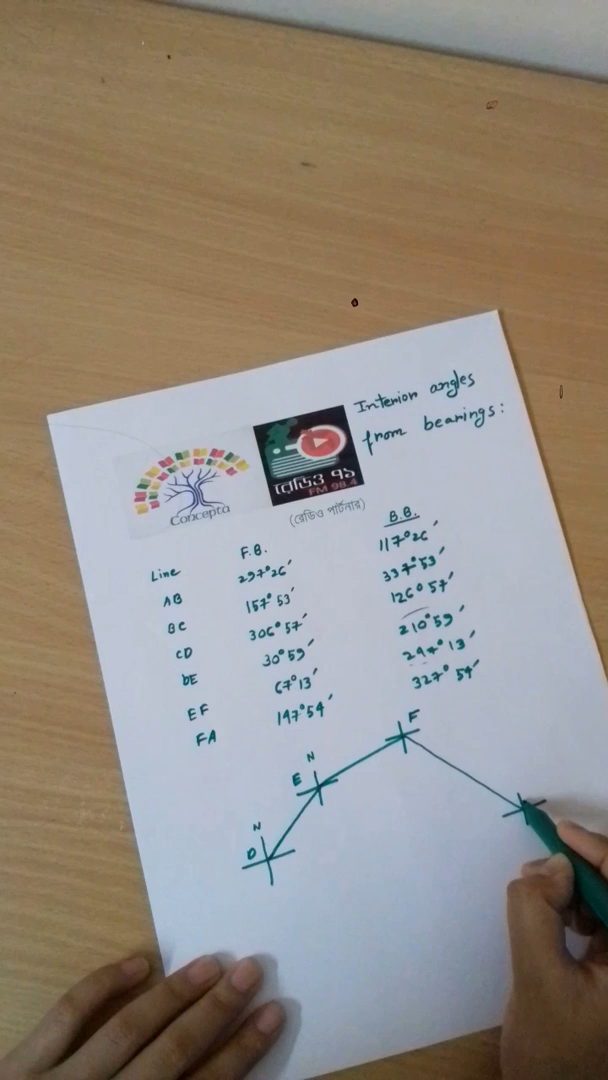 Interior angles
from bearings:
Concepta
রেডিও ৭১
FM 98.4
(রেডিও পার্টনার)
Line F.B. B.B.
AB 297°26′ 117°26′
BC 157°53′ 337°53′
CD 306°57′ 126°57′
DE 30°59′ 210°59′
EF 67°13′ 247°13′
FA 147°54′ 327°54′
F
N
E
N
D